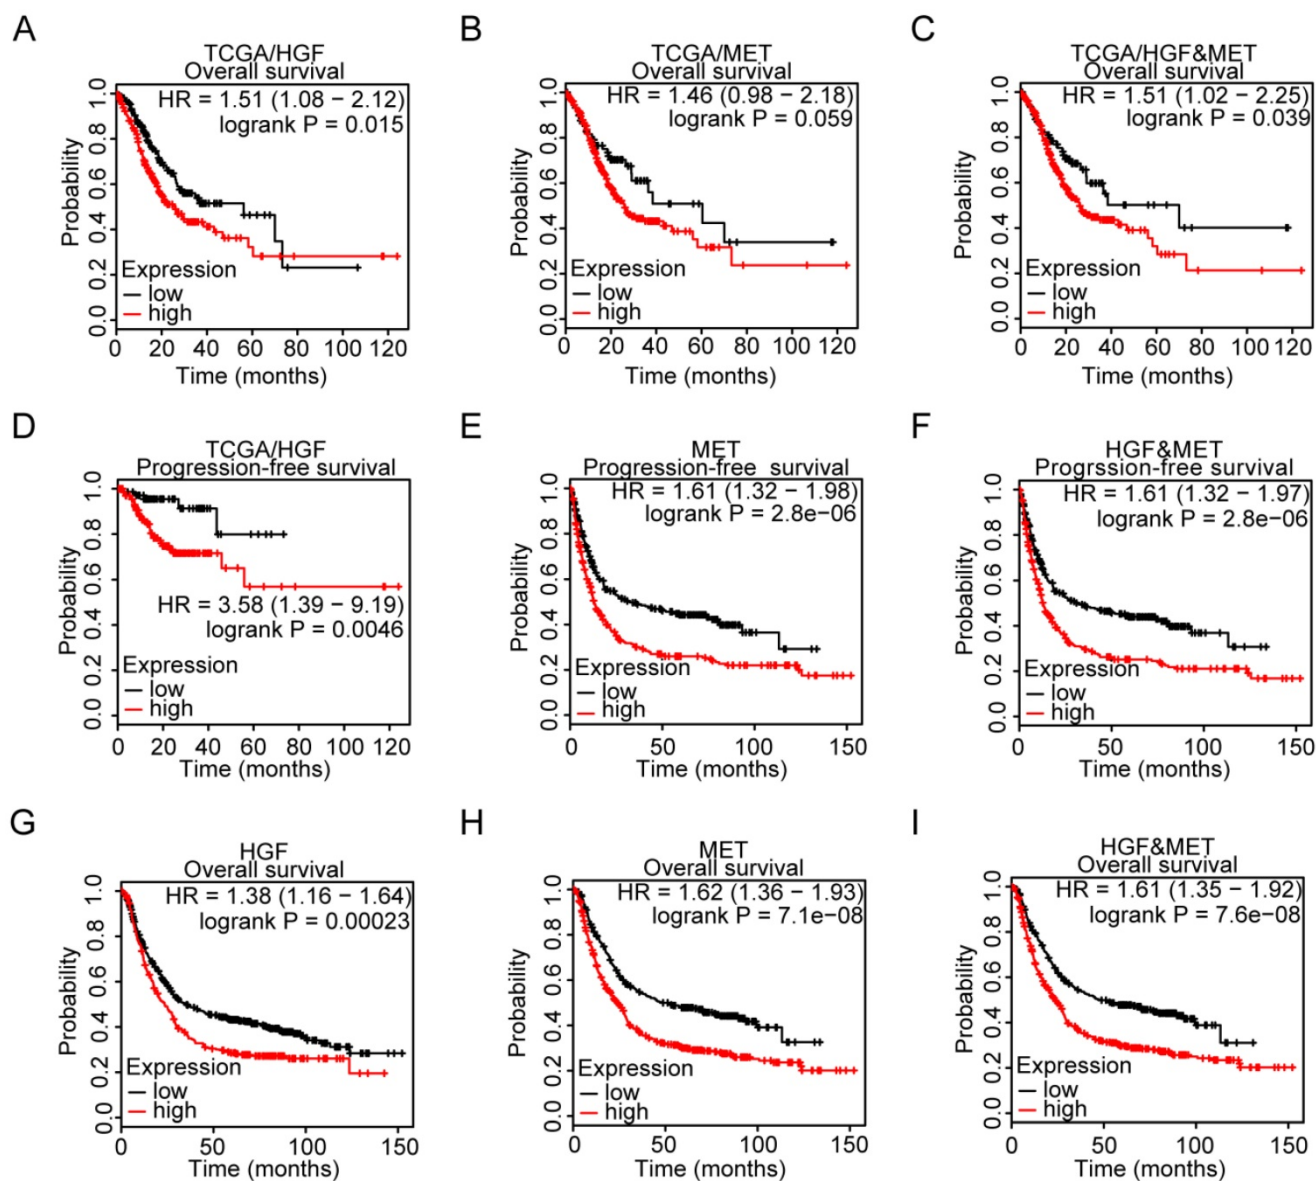 A
TCGA/HGF
Overall survival
HR = 1.51 (1.08 − 2.12)
logrank P = 0.015
Probability
0.0 0.2 0.4 0.6 0.8 1.0
Expression
low
high
0 20 40 60 80 100 120
Time (months)
B
TCGA/MET
Overall survival
HR = 1.46 (0.98 − 2.18)
logrank P = 0.059
Probability
0.0 0.2 0.4 0.6 0.8 1.0
Expression
low
high
0 20 40 60 80 100 120
Time (months)
C
TCGA/HGF&MET
Overall survival
HR = 1.51 (1.02 − 2.25)
logrank P = 0.039
Probability
0.0 0.2 0.4 0.6 0.8 1.0
Expression
low
high
0 20 40 60 80 100 120
Time (months)
D
TCGA/HGF
Progression-free survival
HR = 3.58 (1.39 − 9.19)
logrank P = 0.0046
Probability
0.0 0.2 0.4 0.6 0.8 1.0
Expression
low
high
0 20 40 60 80 100 120
Time (months)
E
MET
Progression-free survival
HR = 1.61 (1.32 − 1.98)
logrank P = 2.8e−06
Probability
0.0 0.2 0.4 0.6 0.8 1.0
Expression
low
high
0 50 100 150
Time (months)
F
HGF&MET
Progrssion-free survival
HR = 1.61 (1.32 − 1.97)
logrank P = 2.8e−06
Probability
0.0 0.2 0.4 0.6 0.8 1.0
Expression
low
high
0 50 100 150
Time (months)
G
HGF
Overall survival
HR = 1.38 (1.16 − 1.64)
logrank P = 0.00023
Probability
0.0 0.2 0.4 0.6 0.8 1.0
Expression
low
high
0 50 100 150
Time (months)
H
MET
Overall survival
HR = 1.62 (1.36 − 1.93)
logrank P = 7.1e−08
Probability
0.0 0.2 0.4 0.6 0.8 1.0
Expression
low
high
0 50 100 150
Time (months)
I
HGF&MET
Overall survival
HR = 1.61 (1.35 − 1.92)
logrank P = 7.6e−08
Probability
0.0 0.2 0.4 0.6 0.8 1.0
Expression
low
high
0 50 100 150
Time (months)